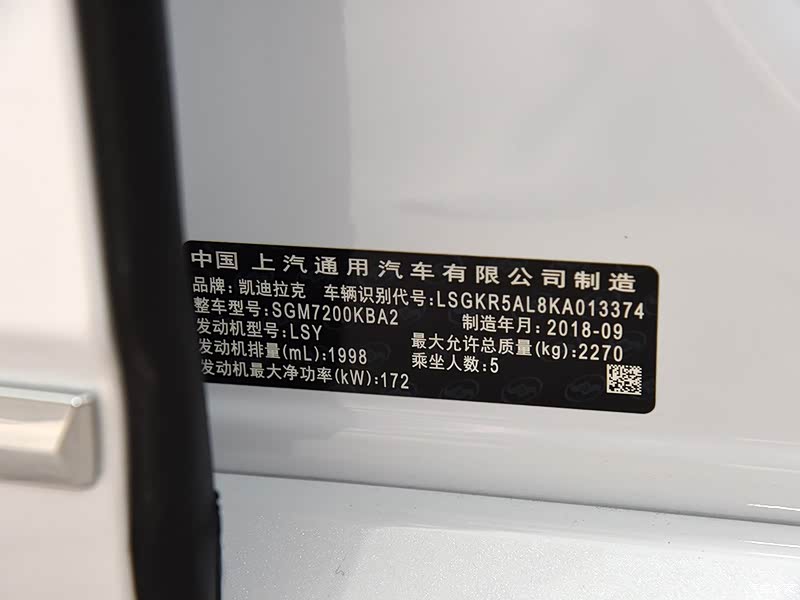 中国 上汽通用汽车有限公司制造
品牌: 凯迪拉克 车辆识别代号:LSGKR5AL8KA013374
整车型号:SGM7200KBA2 制造年月:2018-09
发动机型号:LSY 最大允许总质量(kg):2270
发动机排量(mL):1998 乘坐人数:5
发动机最大净功率(kW):172